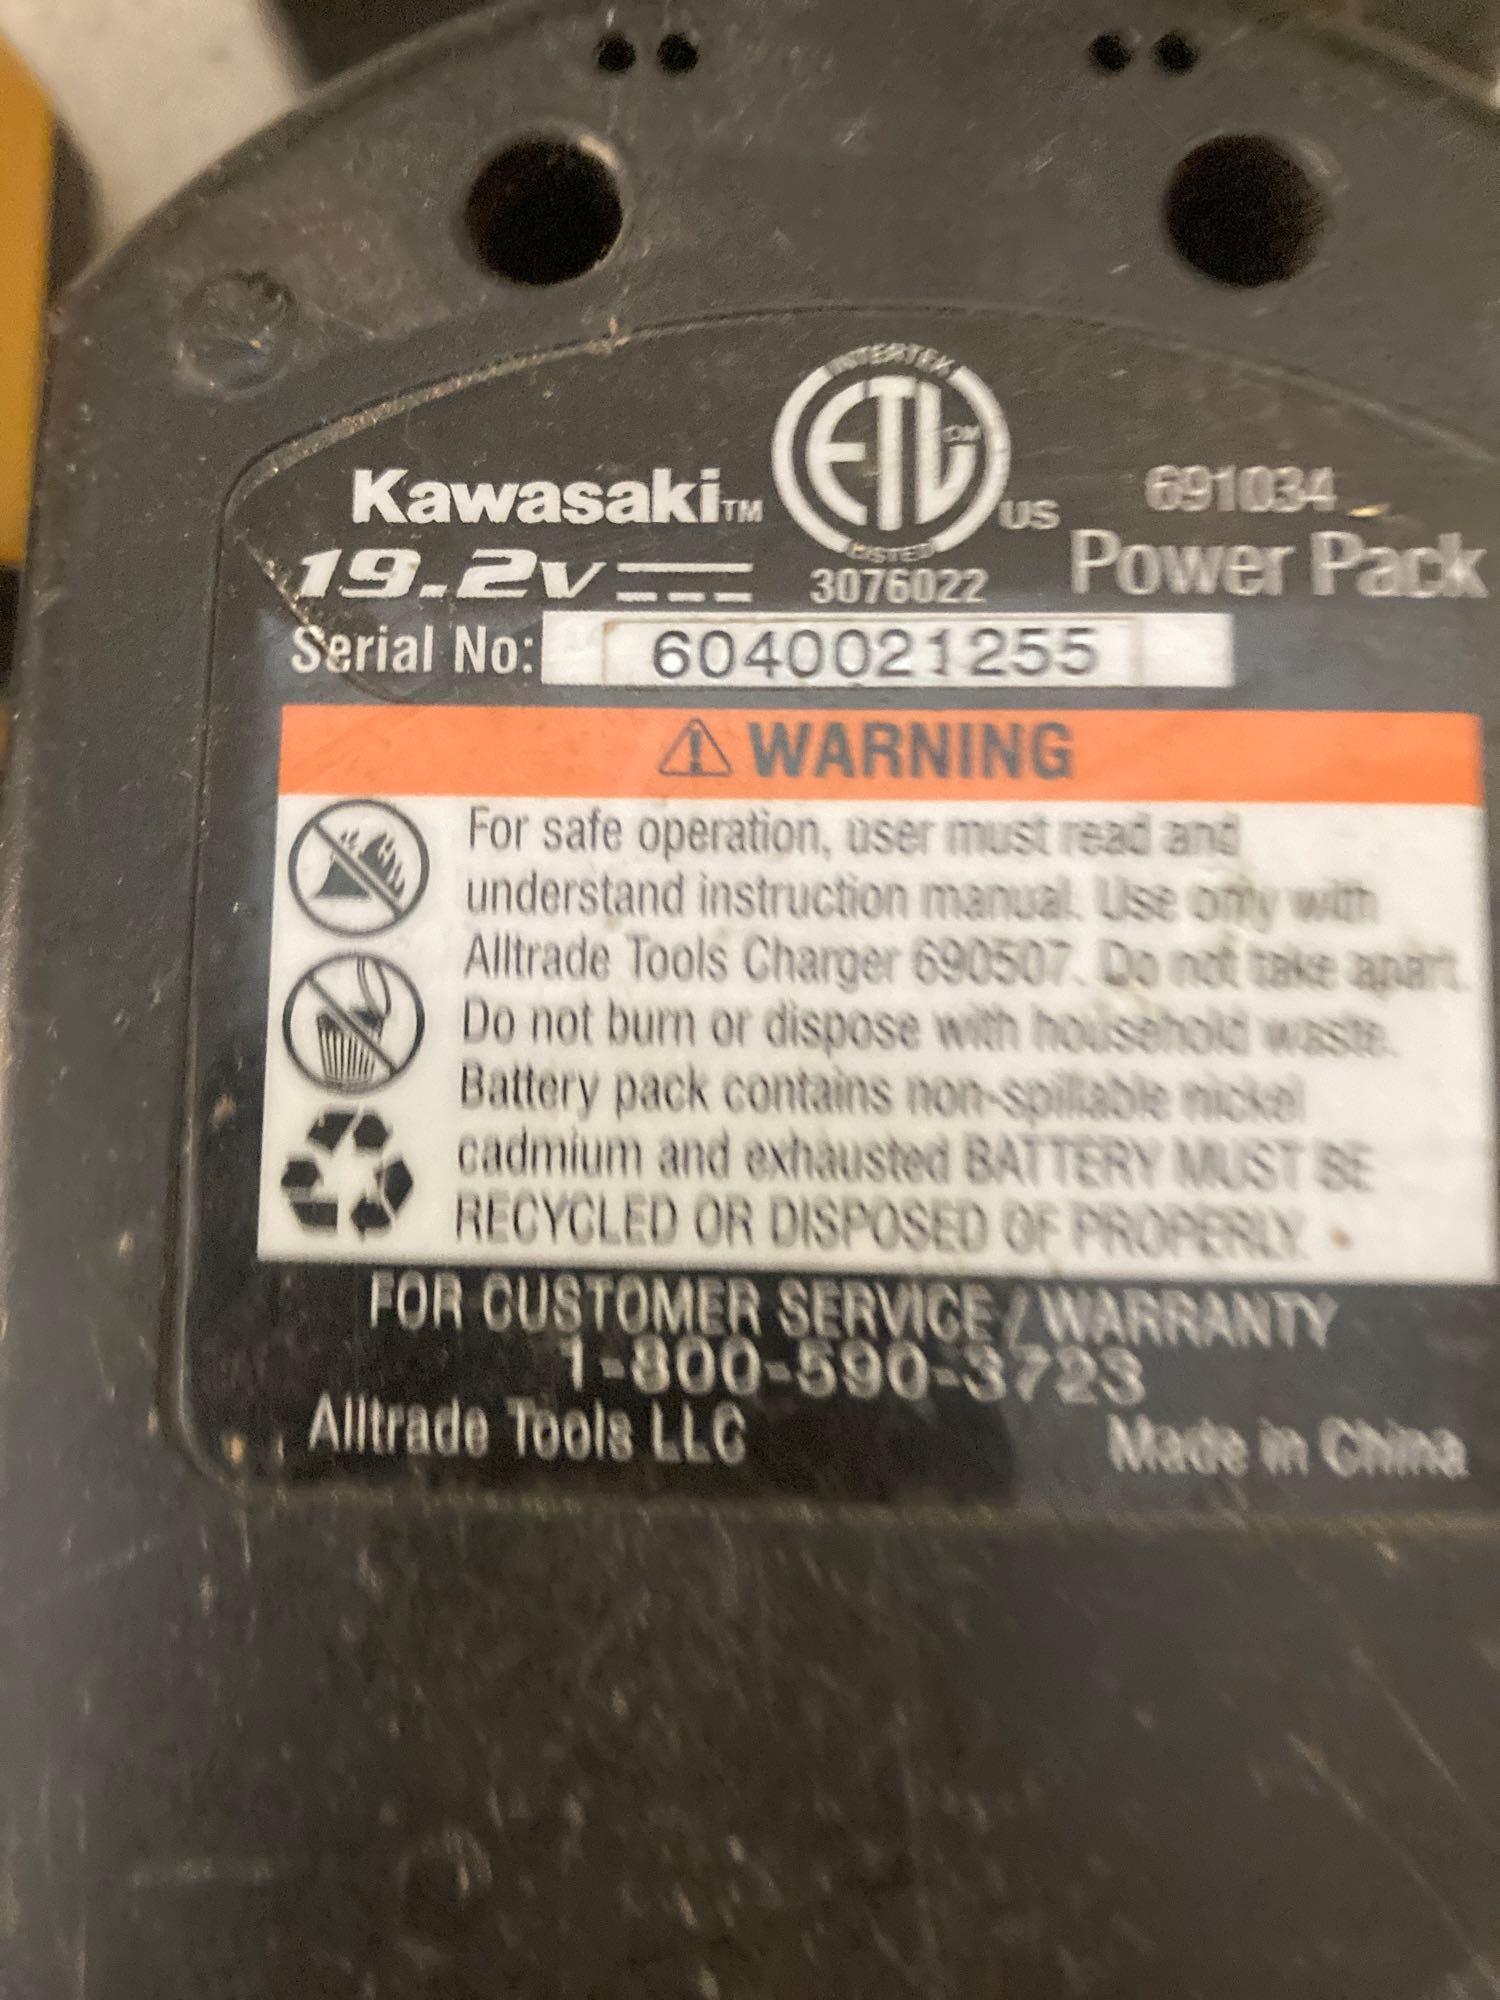 INTERTEK
ETL CM
LISTED
US
Kawasaki™
691034
19.2V
3076022
Power Pack
Serial No: 6040021255
WARNING
For safe operation, user must read and
understand instruction manual. Use only with
Alltrade Tools Charger 690507. Do not take apart.
Do not burn or dispose with household waste.
Battery pack contains non-spillable nickel
cadmium and exhausted BATTERY MUST BE
RECYCLED OR DISPOSED OF PROPERLY.
FOR CUSTOMER SERVICE / WARRANTY
1-800-590-3723
Alltrade Tools LLC
Made in China